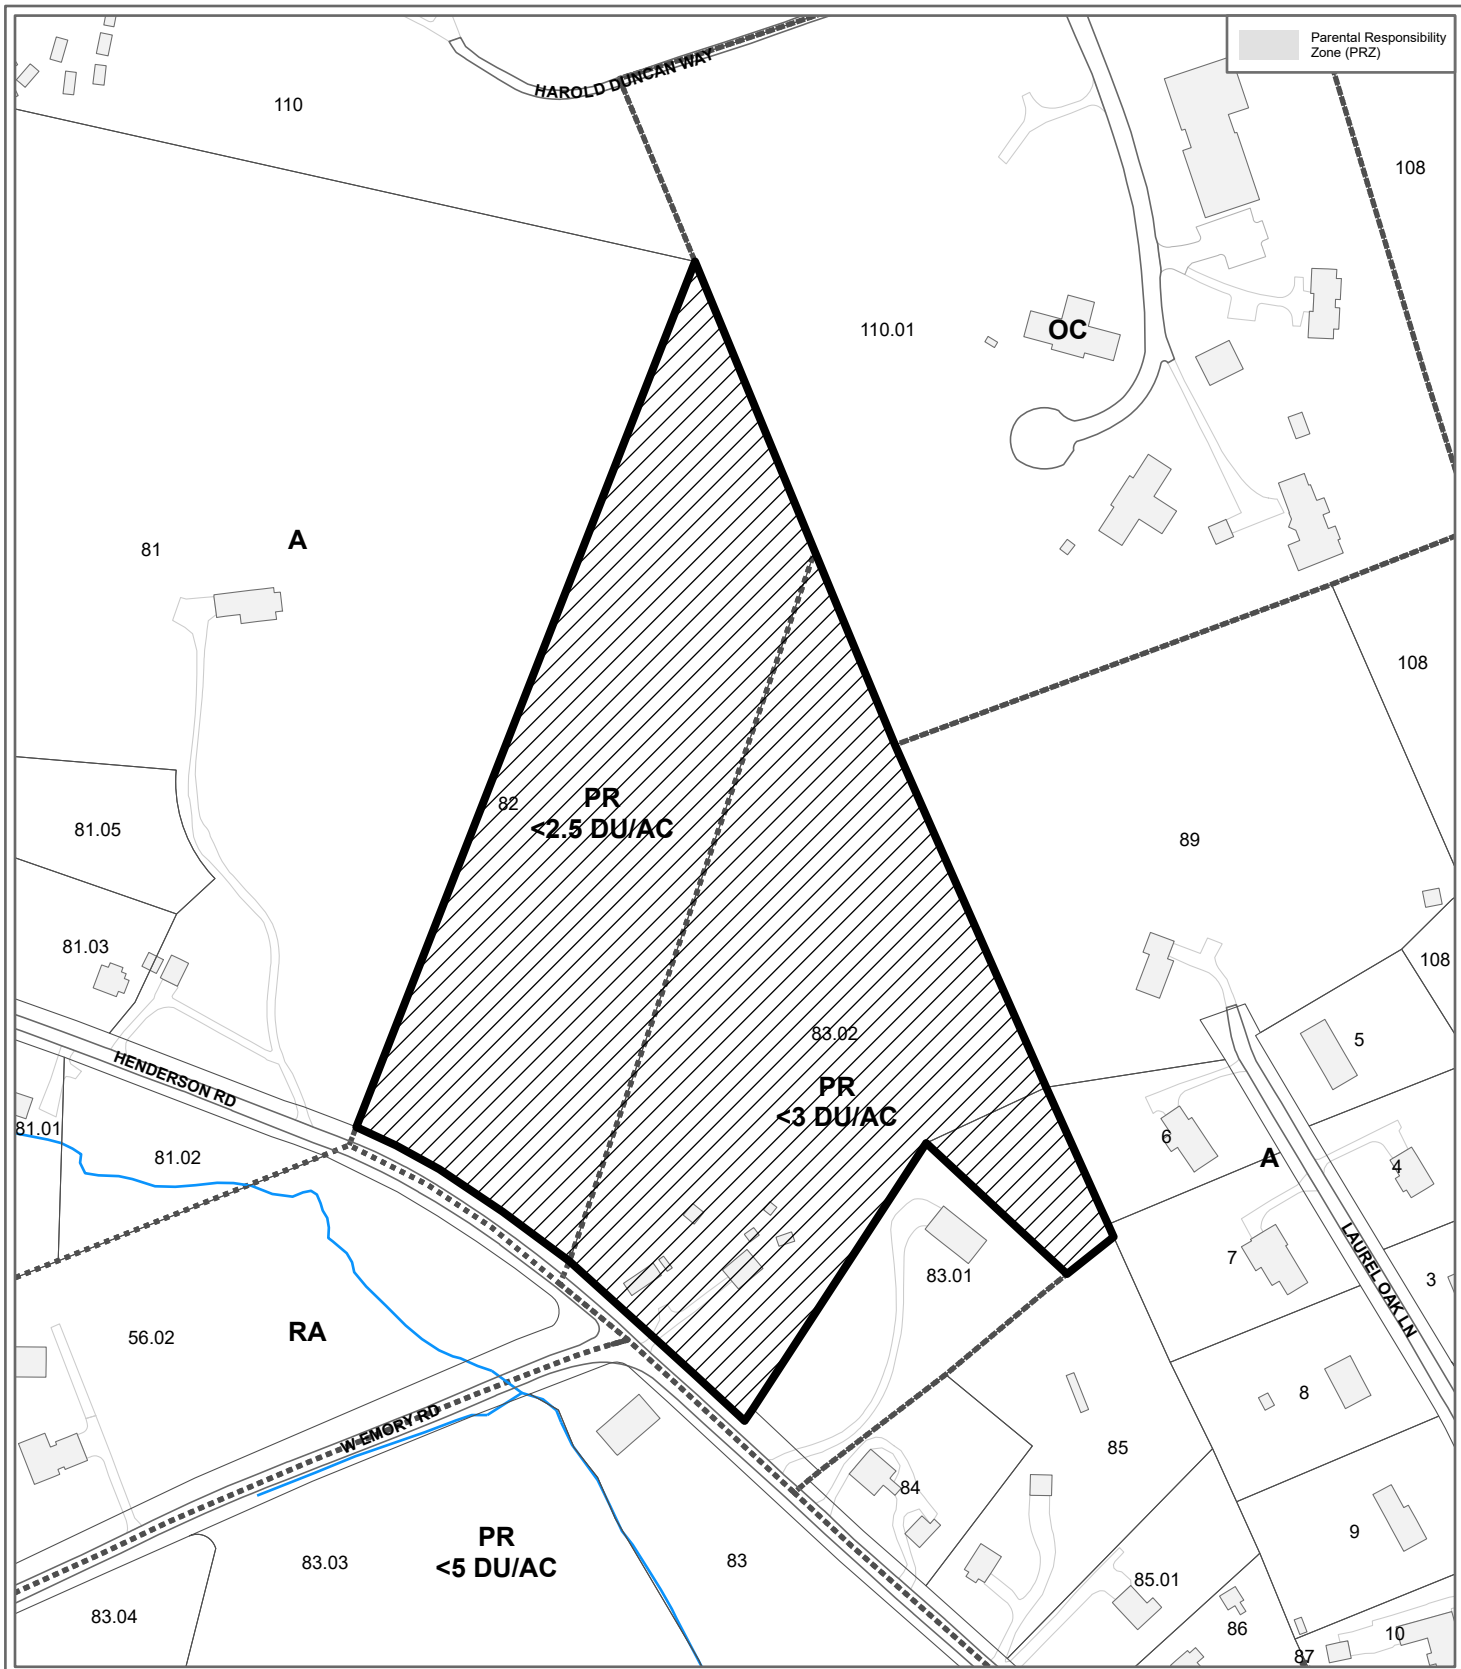 Parental Responsibility
Zone (PRZ)
HAROLD DUNCAN WAY
110
108
110.01
OC
81
A
108
82
PR
<2.5 DU/AC
81.05
89
81.03
108
83.02
5
HENDERSON RD
PR
<3 DU/AC
81.01
81.02
6
A
4
7
LAUREL OAK LN
83.01
3
56.02
RA
8
W EMORY RD
85
84
9
PR
<5 DU/AC
83.03
83
85.01
83.04
86
10
87